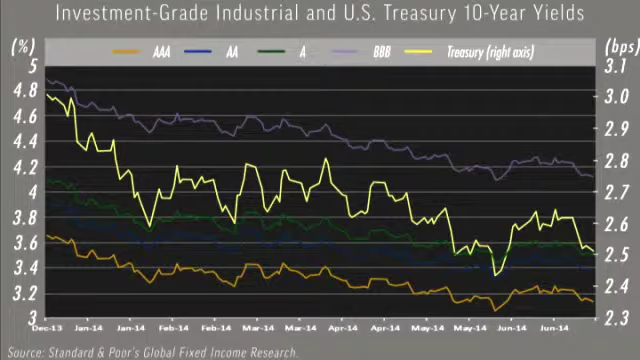 Investment-Grade Industrial and U.S. Treasury 10-Year Yields
(%) (bps)
AAA AA A BBB Treasury (right axis)
5 3.1
4.8 3.0
4.6 2.9
4.4
4.2 2.8
4 2.7
3.8 2.6
3.6
3.4 2.5
3.2 2.4
3 2.3
Dec-13 Jan-14 Jan-14 Feb-14 Feb-14 Mar-14 Mar-14 Apr-14 Apr-14 May-14 May-14 Jun-14 Jun-14
Source: Standard & Poor's Global Fixed Income Research.